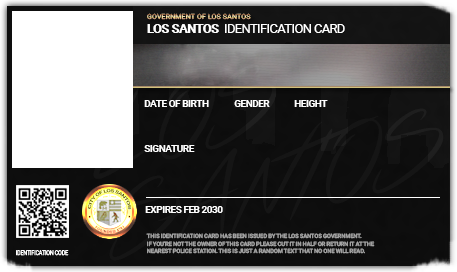 GOVERNMENT OF LOS SANTOS
LOS SANTOS IDENTIFICATION CARD
DATE OF BIRTH GENDER HEIGHT
SIGNATURE
CITY OF LOS SANTOS
EXPIRES FEB 2030
IDENTIFICATION CODE
THIS IDENTIFICATION CARD HAS BEEN ISSUED BY THE LOS SANTOS GOVERNMENT.
IF YOU'RE NOT THE OWNER OF THIS CARD PLEASE CUT IT IN HALF OR RETURN IT AT THE
NEAREST POLICE STATION. THIS IS JUST A RANDOM TEXT THAT NO ONE WILL READ.